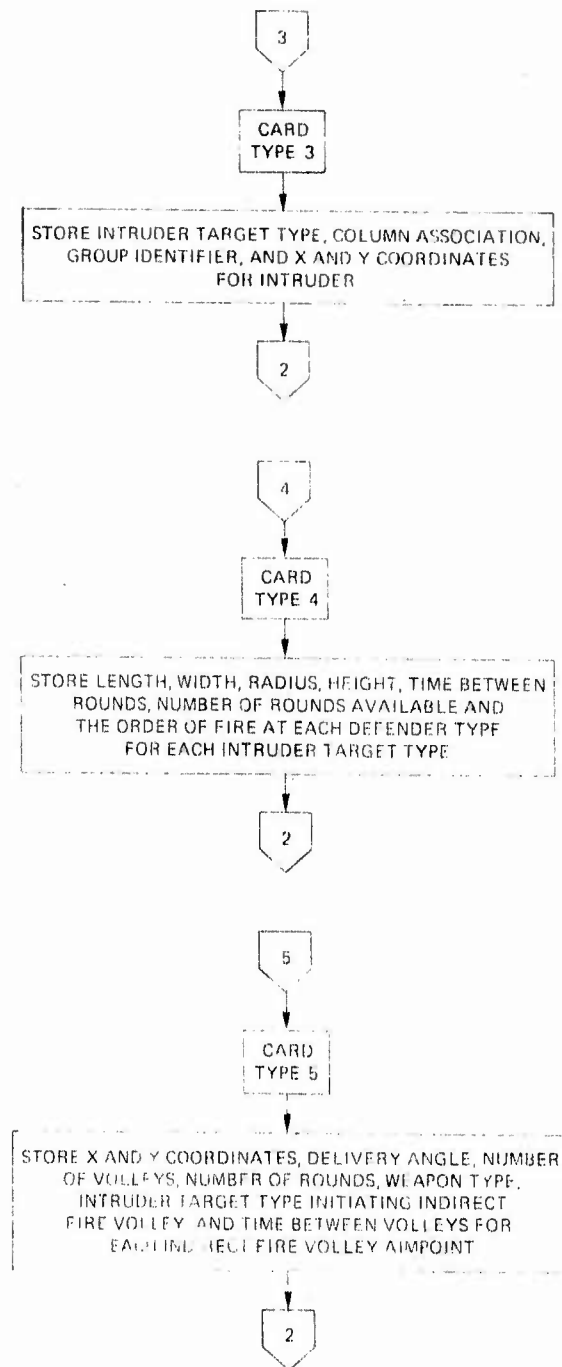 3
CARD
TYPE 3
STORE INTRUDER TARGET TYPE, COLUMN ASSOCIATION,
GROUP IDENTIFIER, AND X AND Y COORDINATES
FOR INTRUDER
2
4
CARD
TYPE 4
STORE LENGTH, WIDTH, RADIUS, HEIGHT, TIME BETWEEN
ROUNDS, NUMBER OF ROUNDS AVAILABLE AND
THE ORDER OF FIRE AT EACH DEFENDER TYPE
FOR EACH INTRUDER TARGET TYPE
2
5
CARD
TYPE 5
STORE X AND Y COORDINATES, DELIVERY ANGLE, NUMBER
OF VOLLEYS, NUMBER OF ROUNDS, WEAPON TYPE,
INTRUDER TARGET TYPE INITIATING INDIRECT
FIRE VOLLEY AND TIME BETWEEN VOLLEYS FOR
EACH INDIRECT FIRE VOLLEY AIMPOINT
2